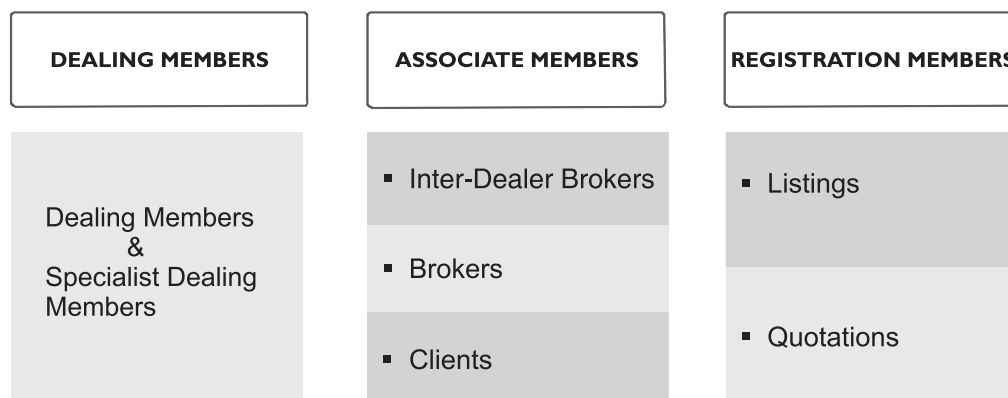 DEALING MEMBERS
Dealing Members
&
Specialist Dealing
Members
ASSOCIATE MEMBERS
▪ Inter-Dealer Brokers
▪ Brokers
▪ Clients
REGISTRATION MEMBERS
▪ Listings
▪ Quotations